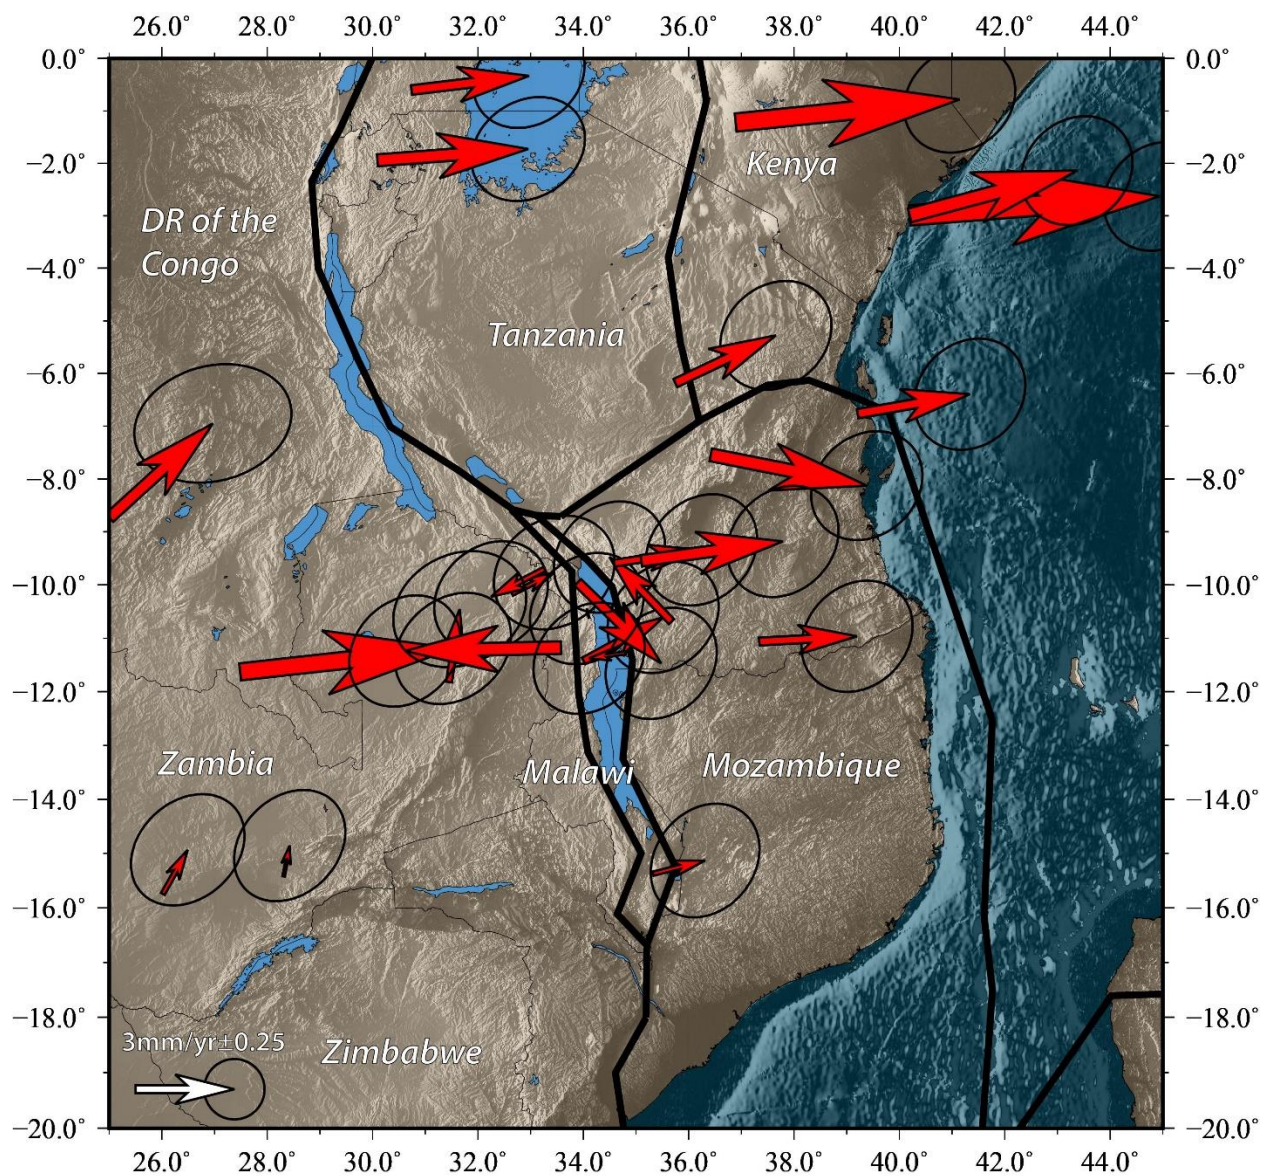 26.0˚ 28.0˚ 30.0˚ 32.0˚ 34.0˚ 36.0˚ 38.0˚ 40.0˚ 42.0˚ 44.0˚
0.0˚ 0.0˚
−2.0˚ −2.0˚
Kenya
DR of the
Congo
−4.0˚ −4.0˚
Tanzania
−6.0˚ −6.0˚
−8.0˚ −8.0˚
−10.0˚ −10.0˚
−12.0˚ −12.0˚
Zambia Malawi Mozambique
−14.0˚ −14.0˚
−16.0˚ −16.0˚
−18.0˚ −18.0˚
3mm/yr±0.25
Zimbabwe
−20.0˚ −20.0˚
26.0˚ 28.0˚ 30.0˚ 32.0˚ 34.0˚ 36.0˚ 38.0˚ 40.0˚ 42.0˚ 44.0˚